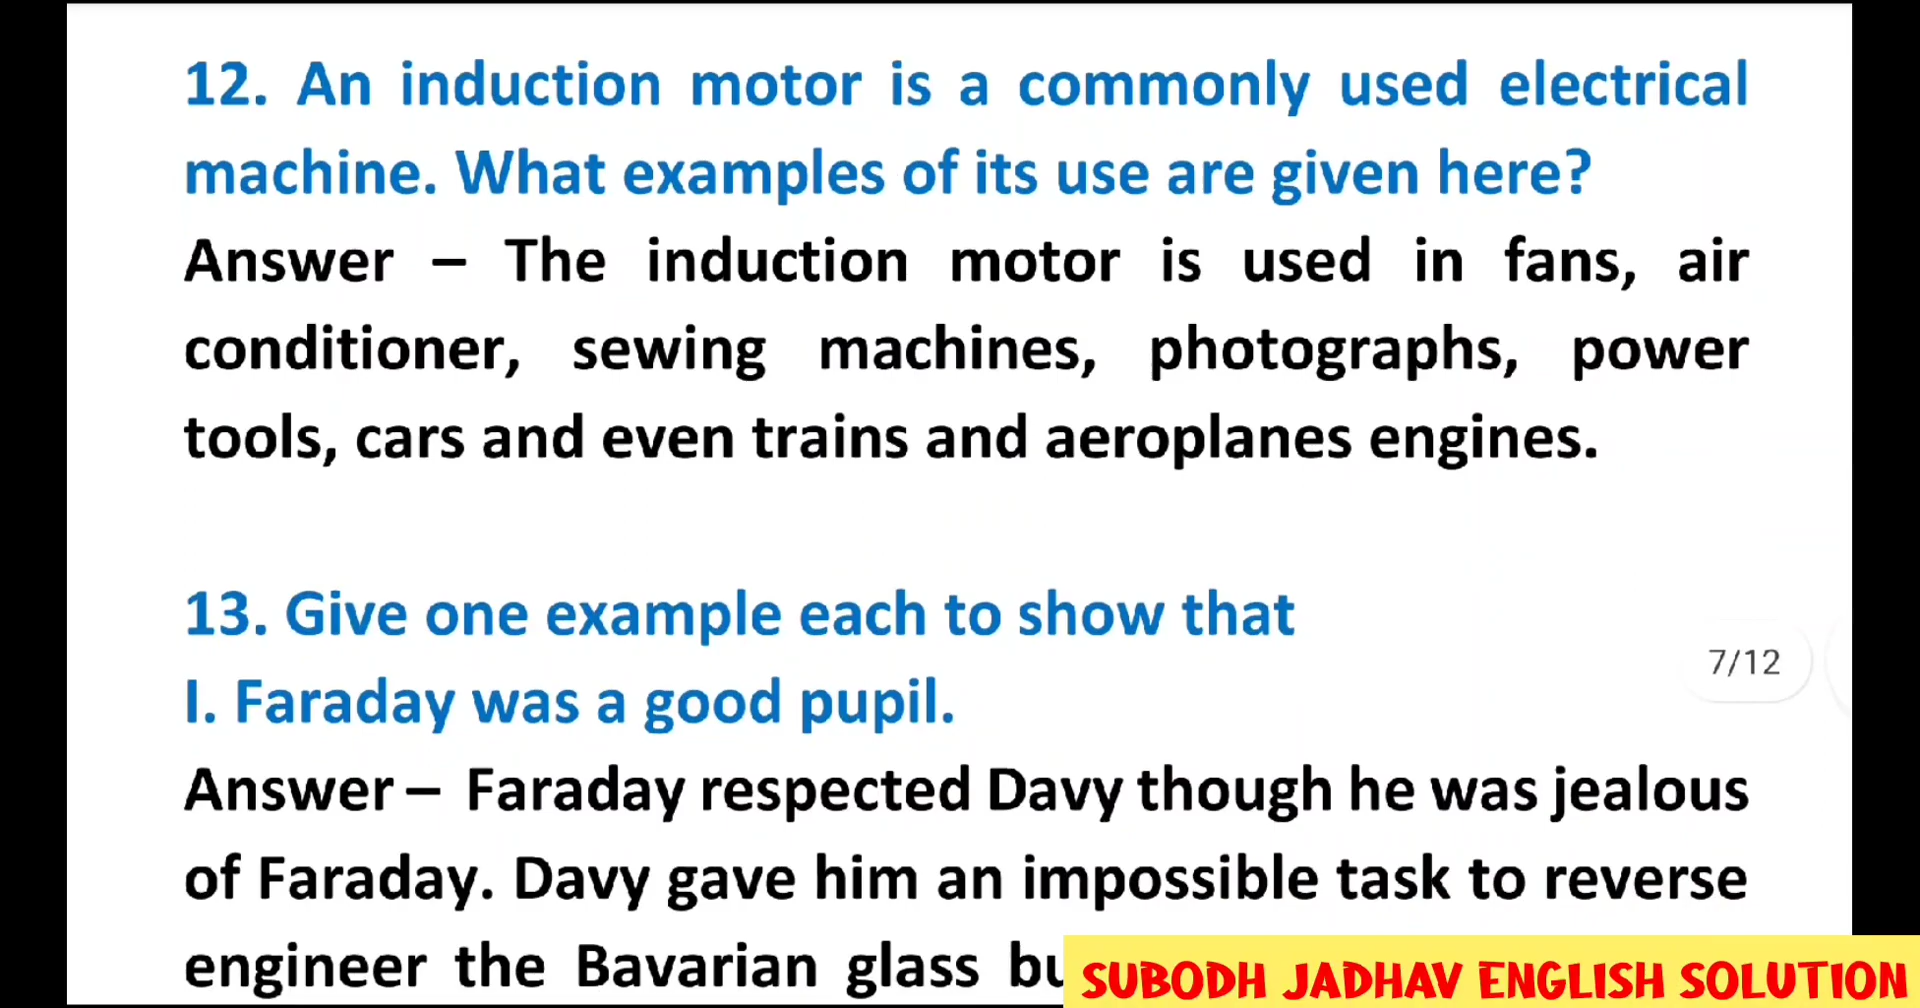 12. An induction motor is a commonly used electrical
machine. What examples of its use are given here?
Answer – The induction motor is used in fans, air
conditioner, sewing machines, photographs, power
tools, cars and even trains and aeroplanes engines.
13. Give one example each to show that
7/12
I. Faraday was a good pupil.
Answer – Faraday respected Davy though he was jealous
of Faraday. Davy gave him an impossible task to reverse
engineer the Bavarian glass
SUBODH JADHAV ENGLISH SOLUTION